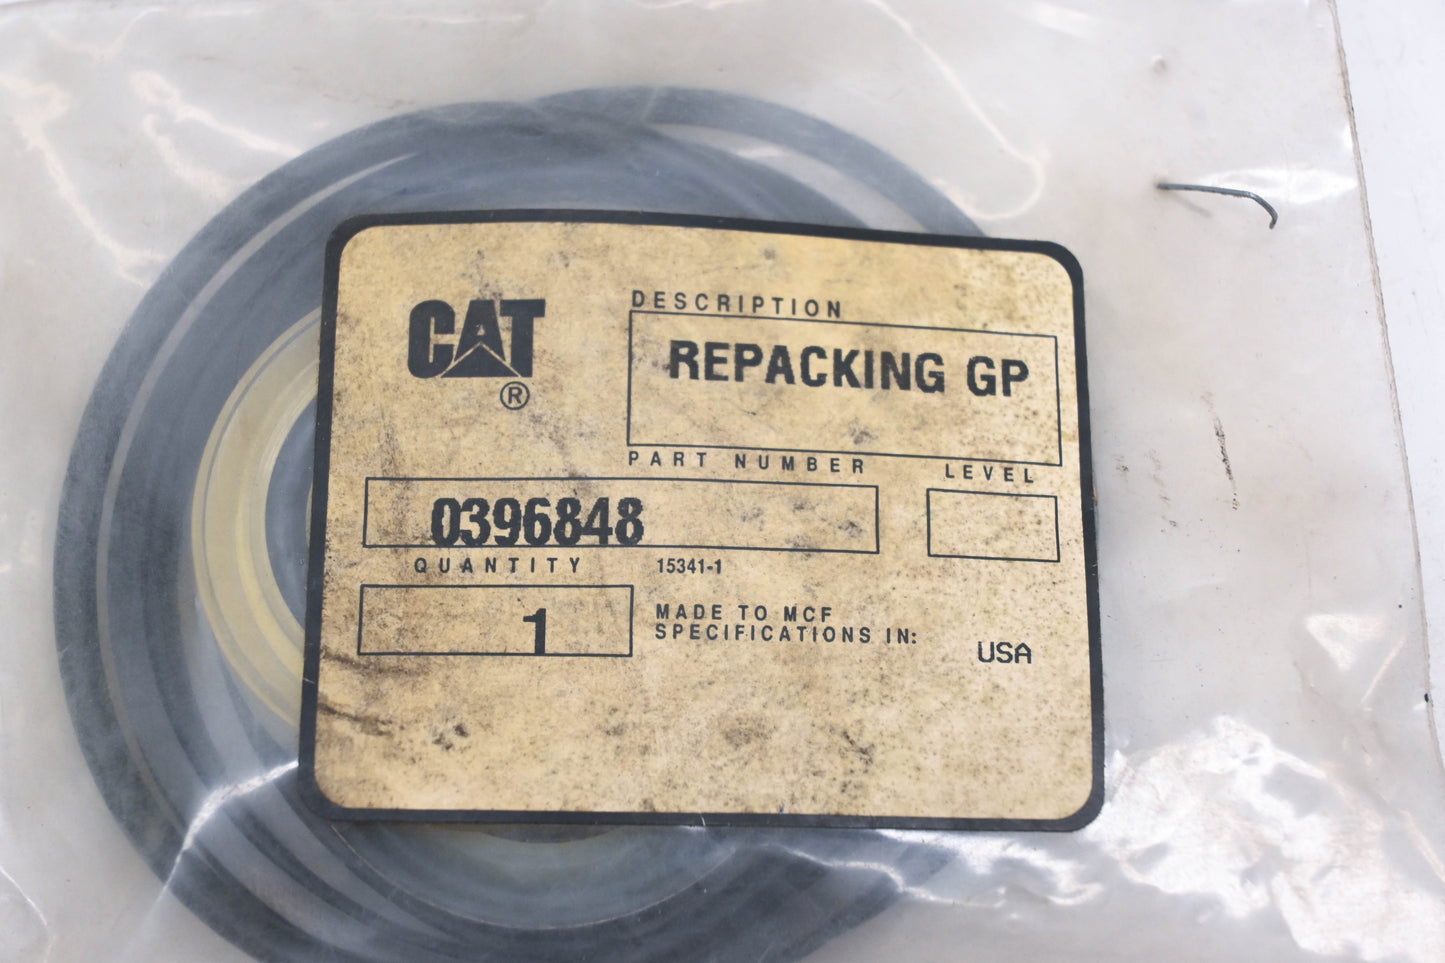 CAT
®
DESCRIPTION
REPACKING GP
PART NUMBER
LEVEL
0396848
QUANTITY
15341-1
1
MADE TO MCF
SPECIFICATIONS IN:
USA